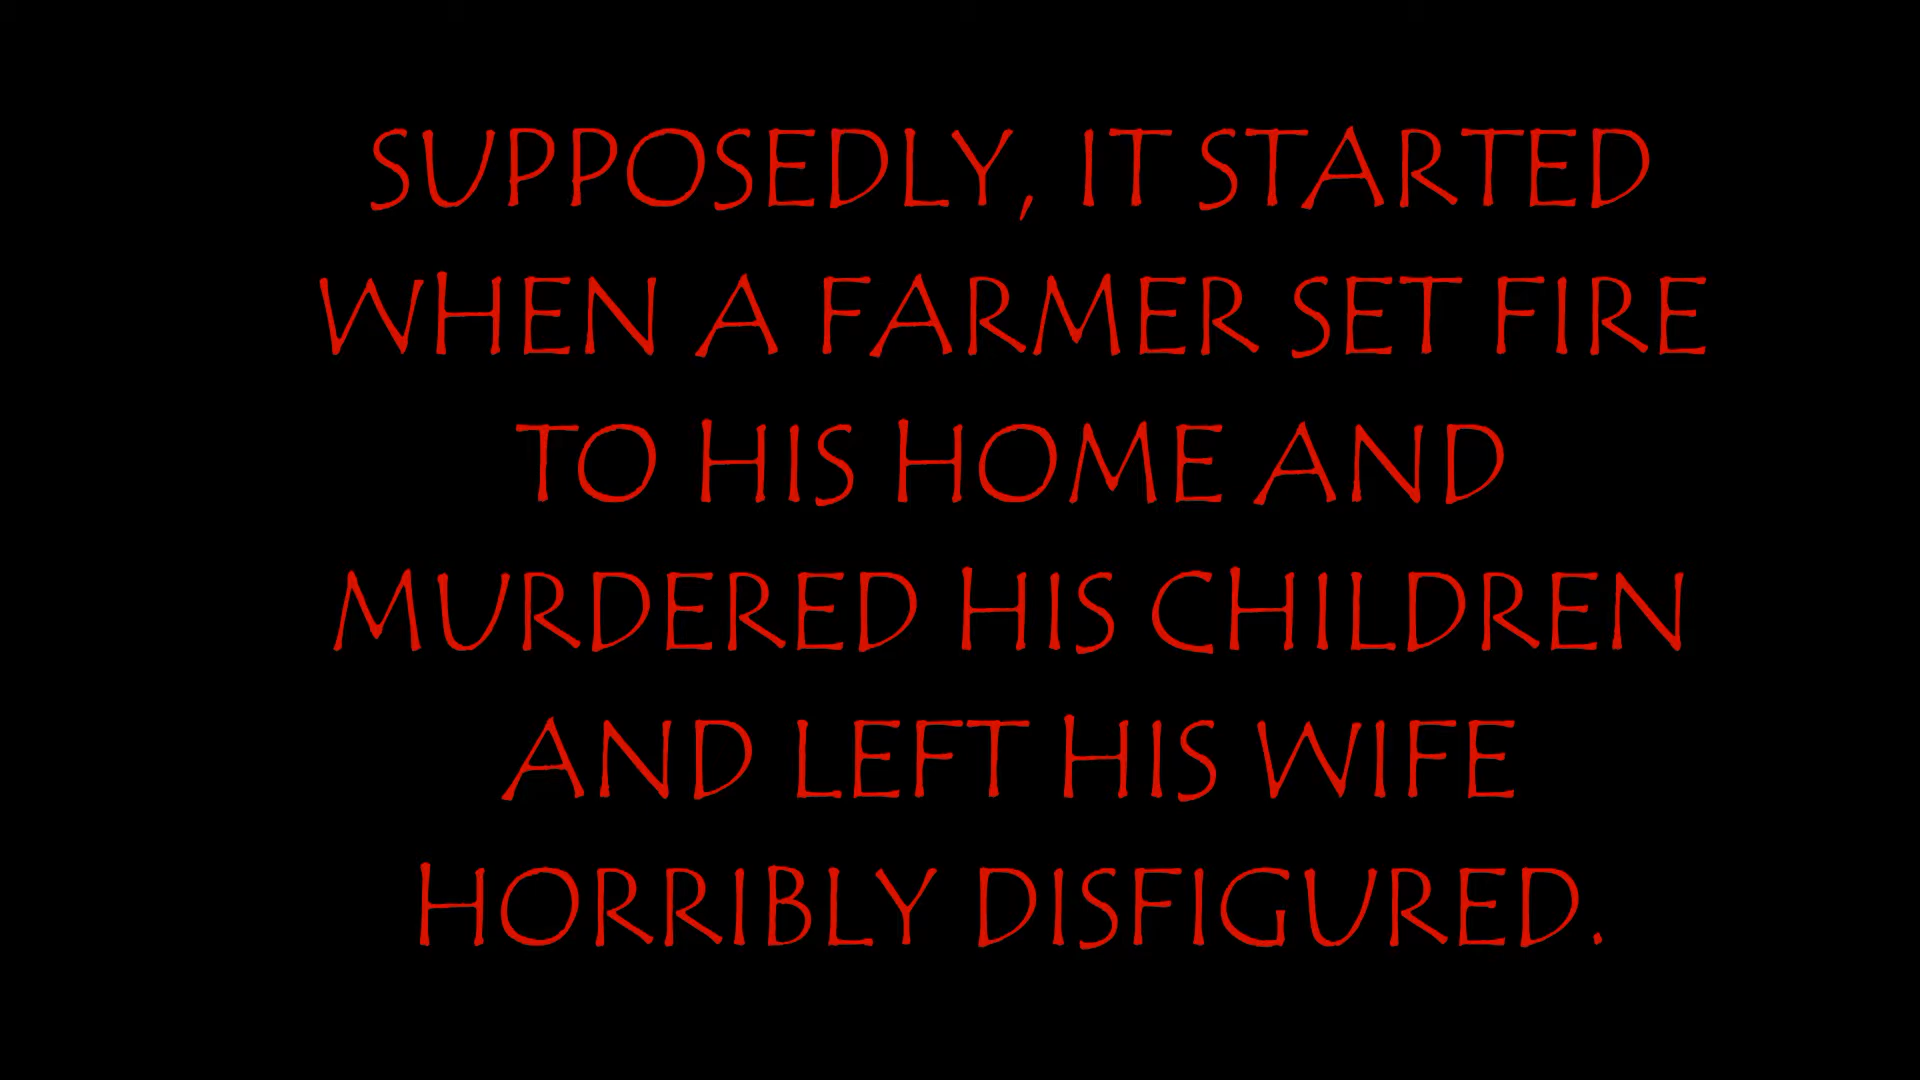 SUPPOSEDLY, IT STARTED
WHEN A FARMER SET FIRE
TO HIS HOME AND
MURDERED HIS CHILDREN
AND LEFT HIS WIFE
HORRIBLY DISFIGURED.